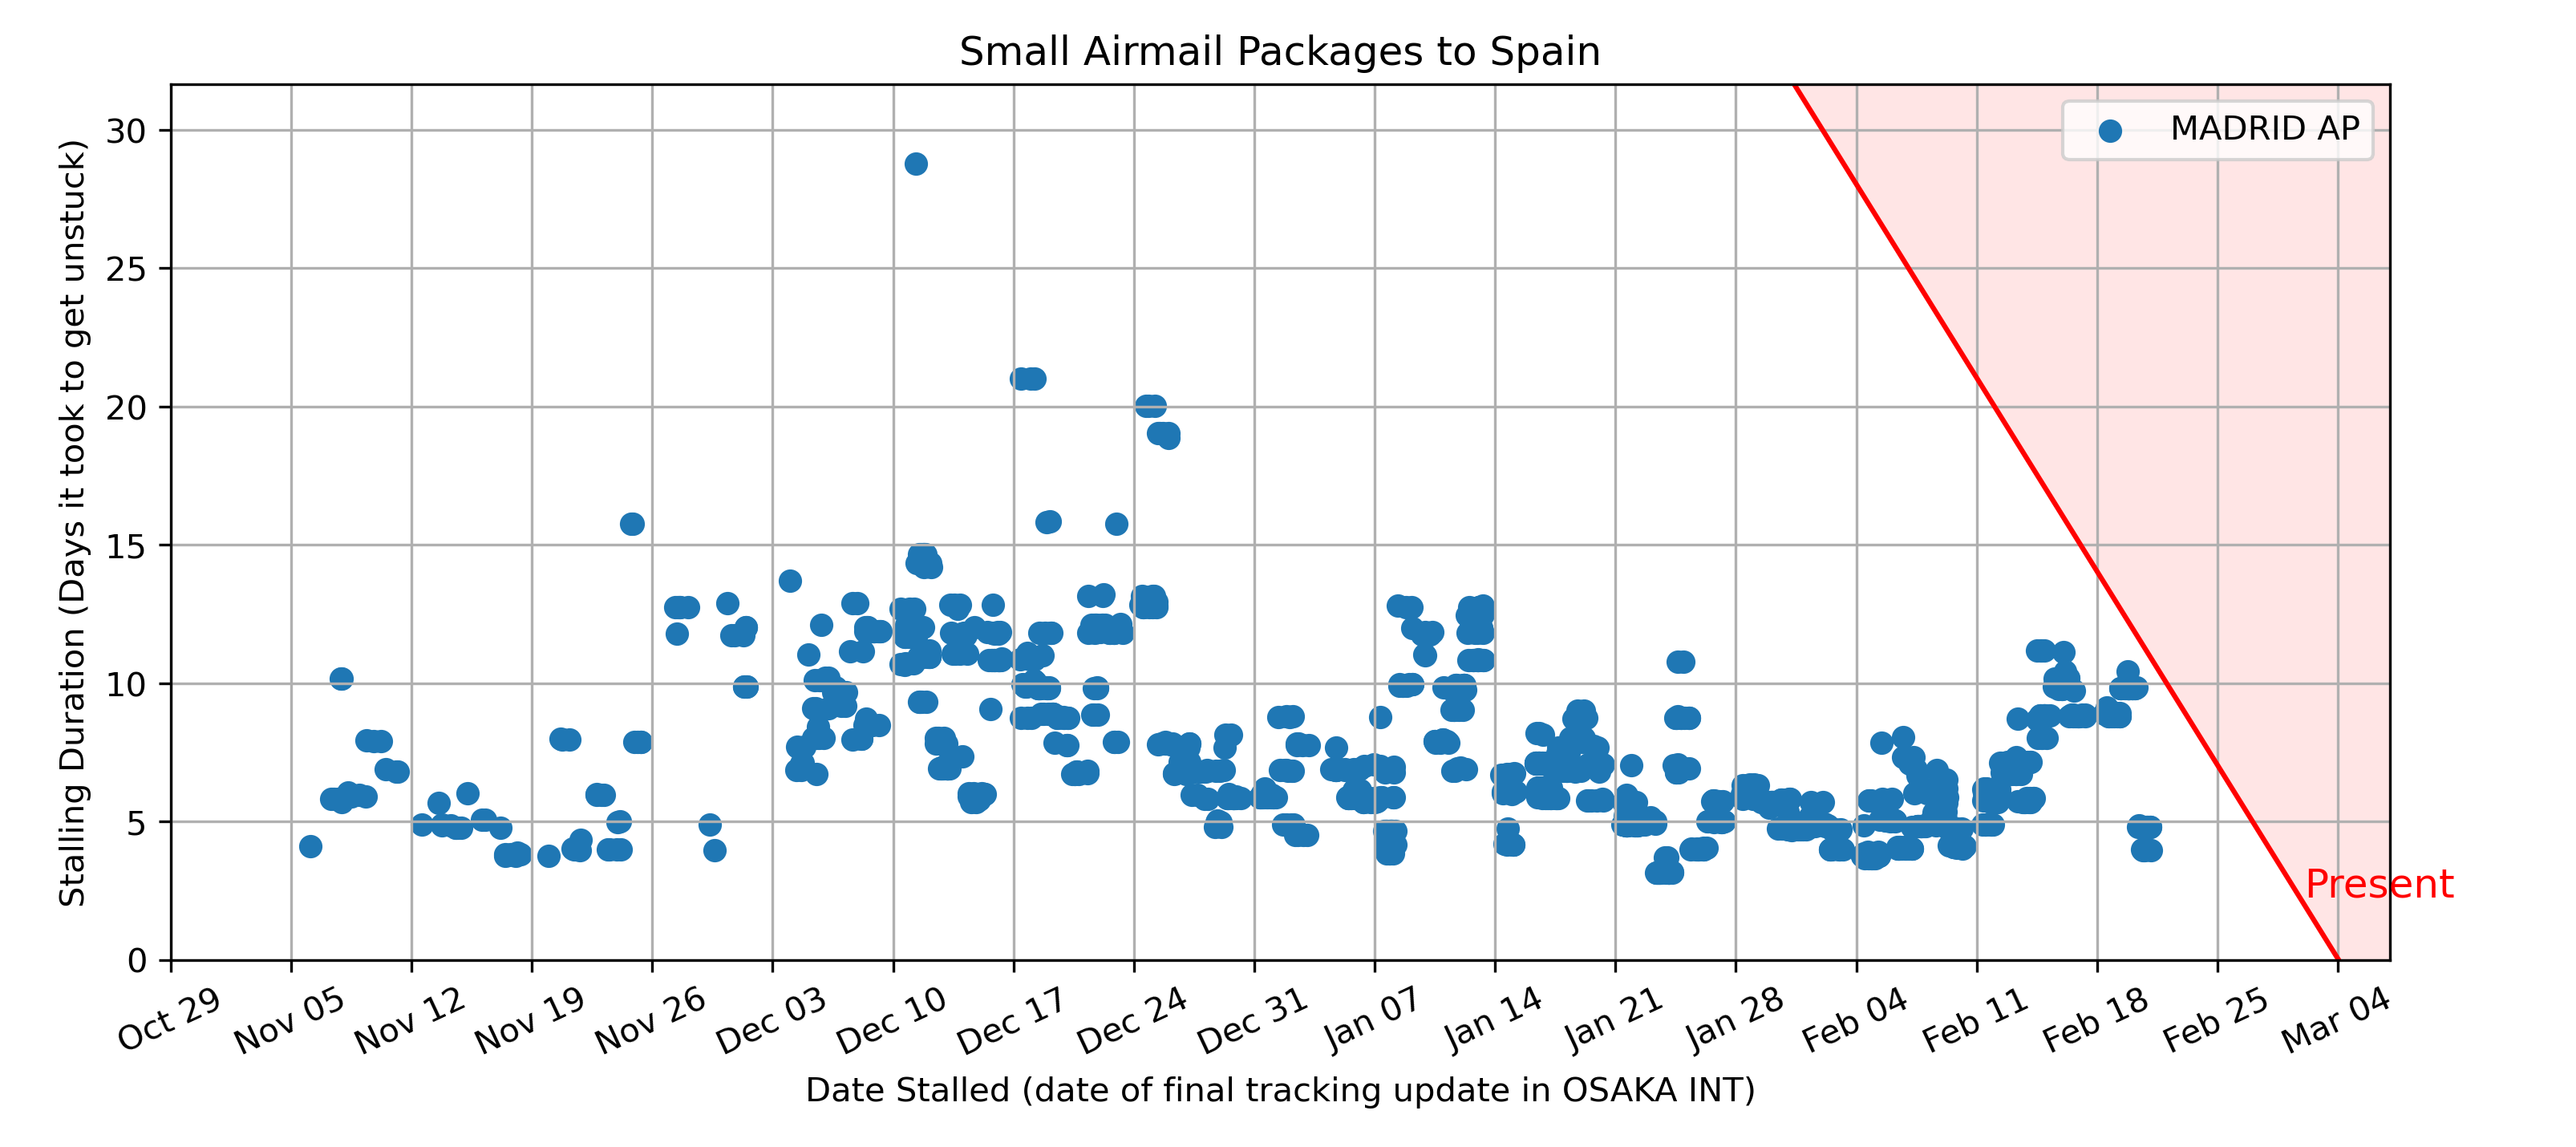 Small Airmail Packages to Spain
MADRID AP
Stalling Duration (Days it took to get unstuck)
30
25
20
15
10
5
0
Present
Oct 29
Nov 05
Nov 12
Nov 19
Nov 26
Dec 03
Dec 10
Dec 17
Dec 24
Dec 31
Jan 07
Jan 14
Jan 21
Jan 28
Feb 04
Feb 11
Feb 18
Feb 25
Mar 04
Date Stalled (date of final tracking update in OSAKA INT)